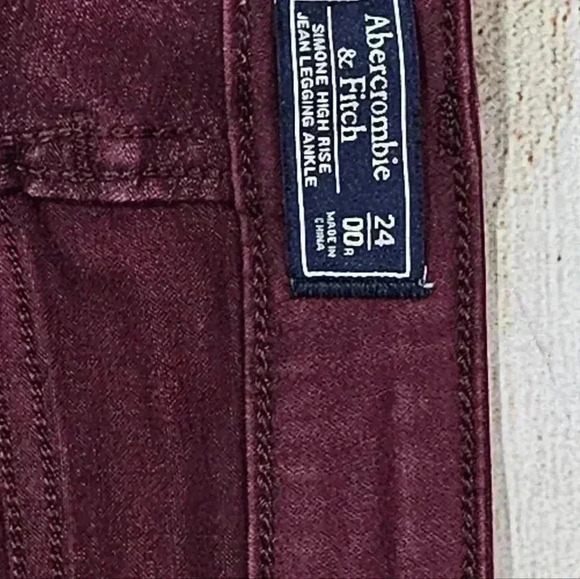 Abercrombie
& Fitch
SIMONE HIGH RISE
JEAN LEGGING ANKLE
24
00R
MADE IN
CHINA